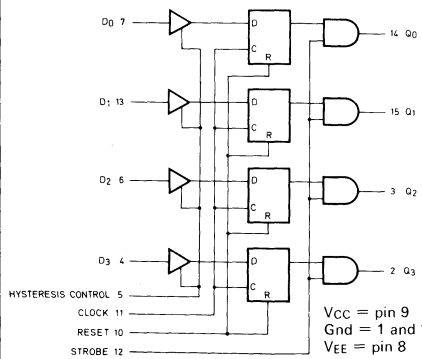 D0 7
D
C
R
14 Q0
D1 13
D
C
R
15 Q1
D2 6
D
C
R
3 Q2
D3 4
D
C
R
2 Q3
HYSTERESIS CONTROL 5
CLOCK 11
RESET 10
STROBE 12
VCC = pin 9
Gnd = 1 and
VEE = pin 8